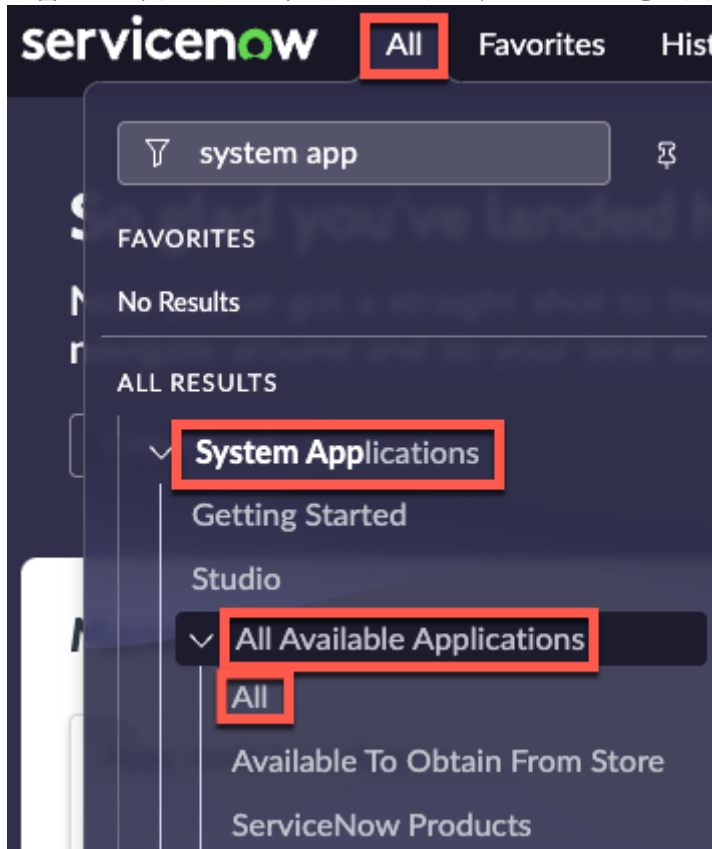 servicenow All Favorites
system app
FAVORITES
No Results
ALL RESULTS
System Applications
Getting Started
Studio
All Available Applications
All
Available To Obtain From Store
ServiceNow Products